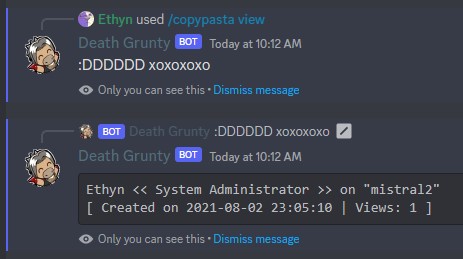 Ethyn used /copypasta view
Death Grunty BOT Today at 10:12 AM
:DDDDDD xoxoxoxo
Only you can see this • Dismiss message
BOT Death Grunty :DDDDDD xoxoxoxo
Death Grunty BOT Today at 10:12 AM
Ethyn << System Administrator >> on "mistral2"
[ Created on 2021-08-02 23:05:10 | Views: 1 ]
Only you can see this • Dismiss message